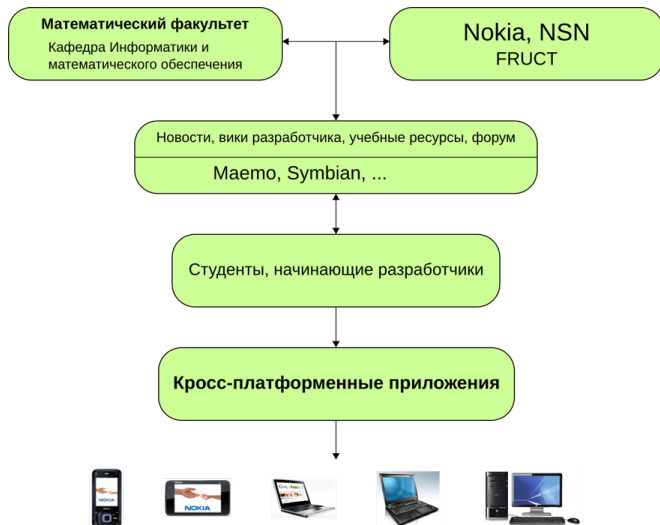 Математический факультет
Кафедра Информатики и
математического обеспечения
Nokia, NSN
FRUCT
Новости, вики разработчика, учебные ресурсы, форум
Maemo, Symbian, ...
Студенты, начинающие разработчики
Кросс-платформенные приложения
NOKIA
NOKIA